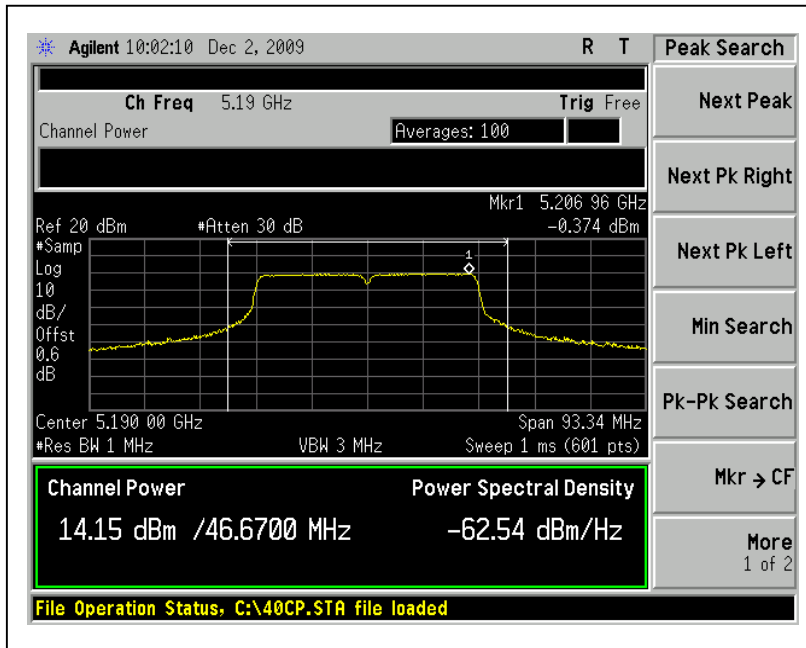 Agilent 10:02:10 Dec 2, 2009 R T
Peak Search
Ch Freq 5.19 GHz Trig Free
Channel Power Averages: 100
Mkr1 5.206 96 GHz
Ref 20 dBm #Atten 30 dB -0.374 dBm
#Samp
Log
10
dB/
Offst
0.6
dB
1
Center 5.190 00 GHz Span 93.34 MHz
#Res BW 1 MHz VBW 3 MHz Sweep 1 ms (601 pts)
Channel Power Power Spectral Density
14.15 dBm /46.6700 MHz -62.54 dBm/Hz
File Operation Status, C:\40CP.STA file loaded
Next Peak
Next Pk Right
Next Pk Left
Min Search
Pk-Pk Search
Mkr → CF
More
1 of 2